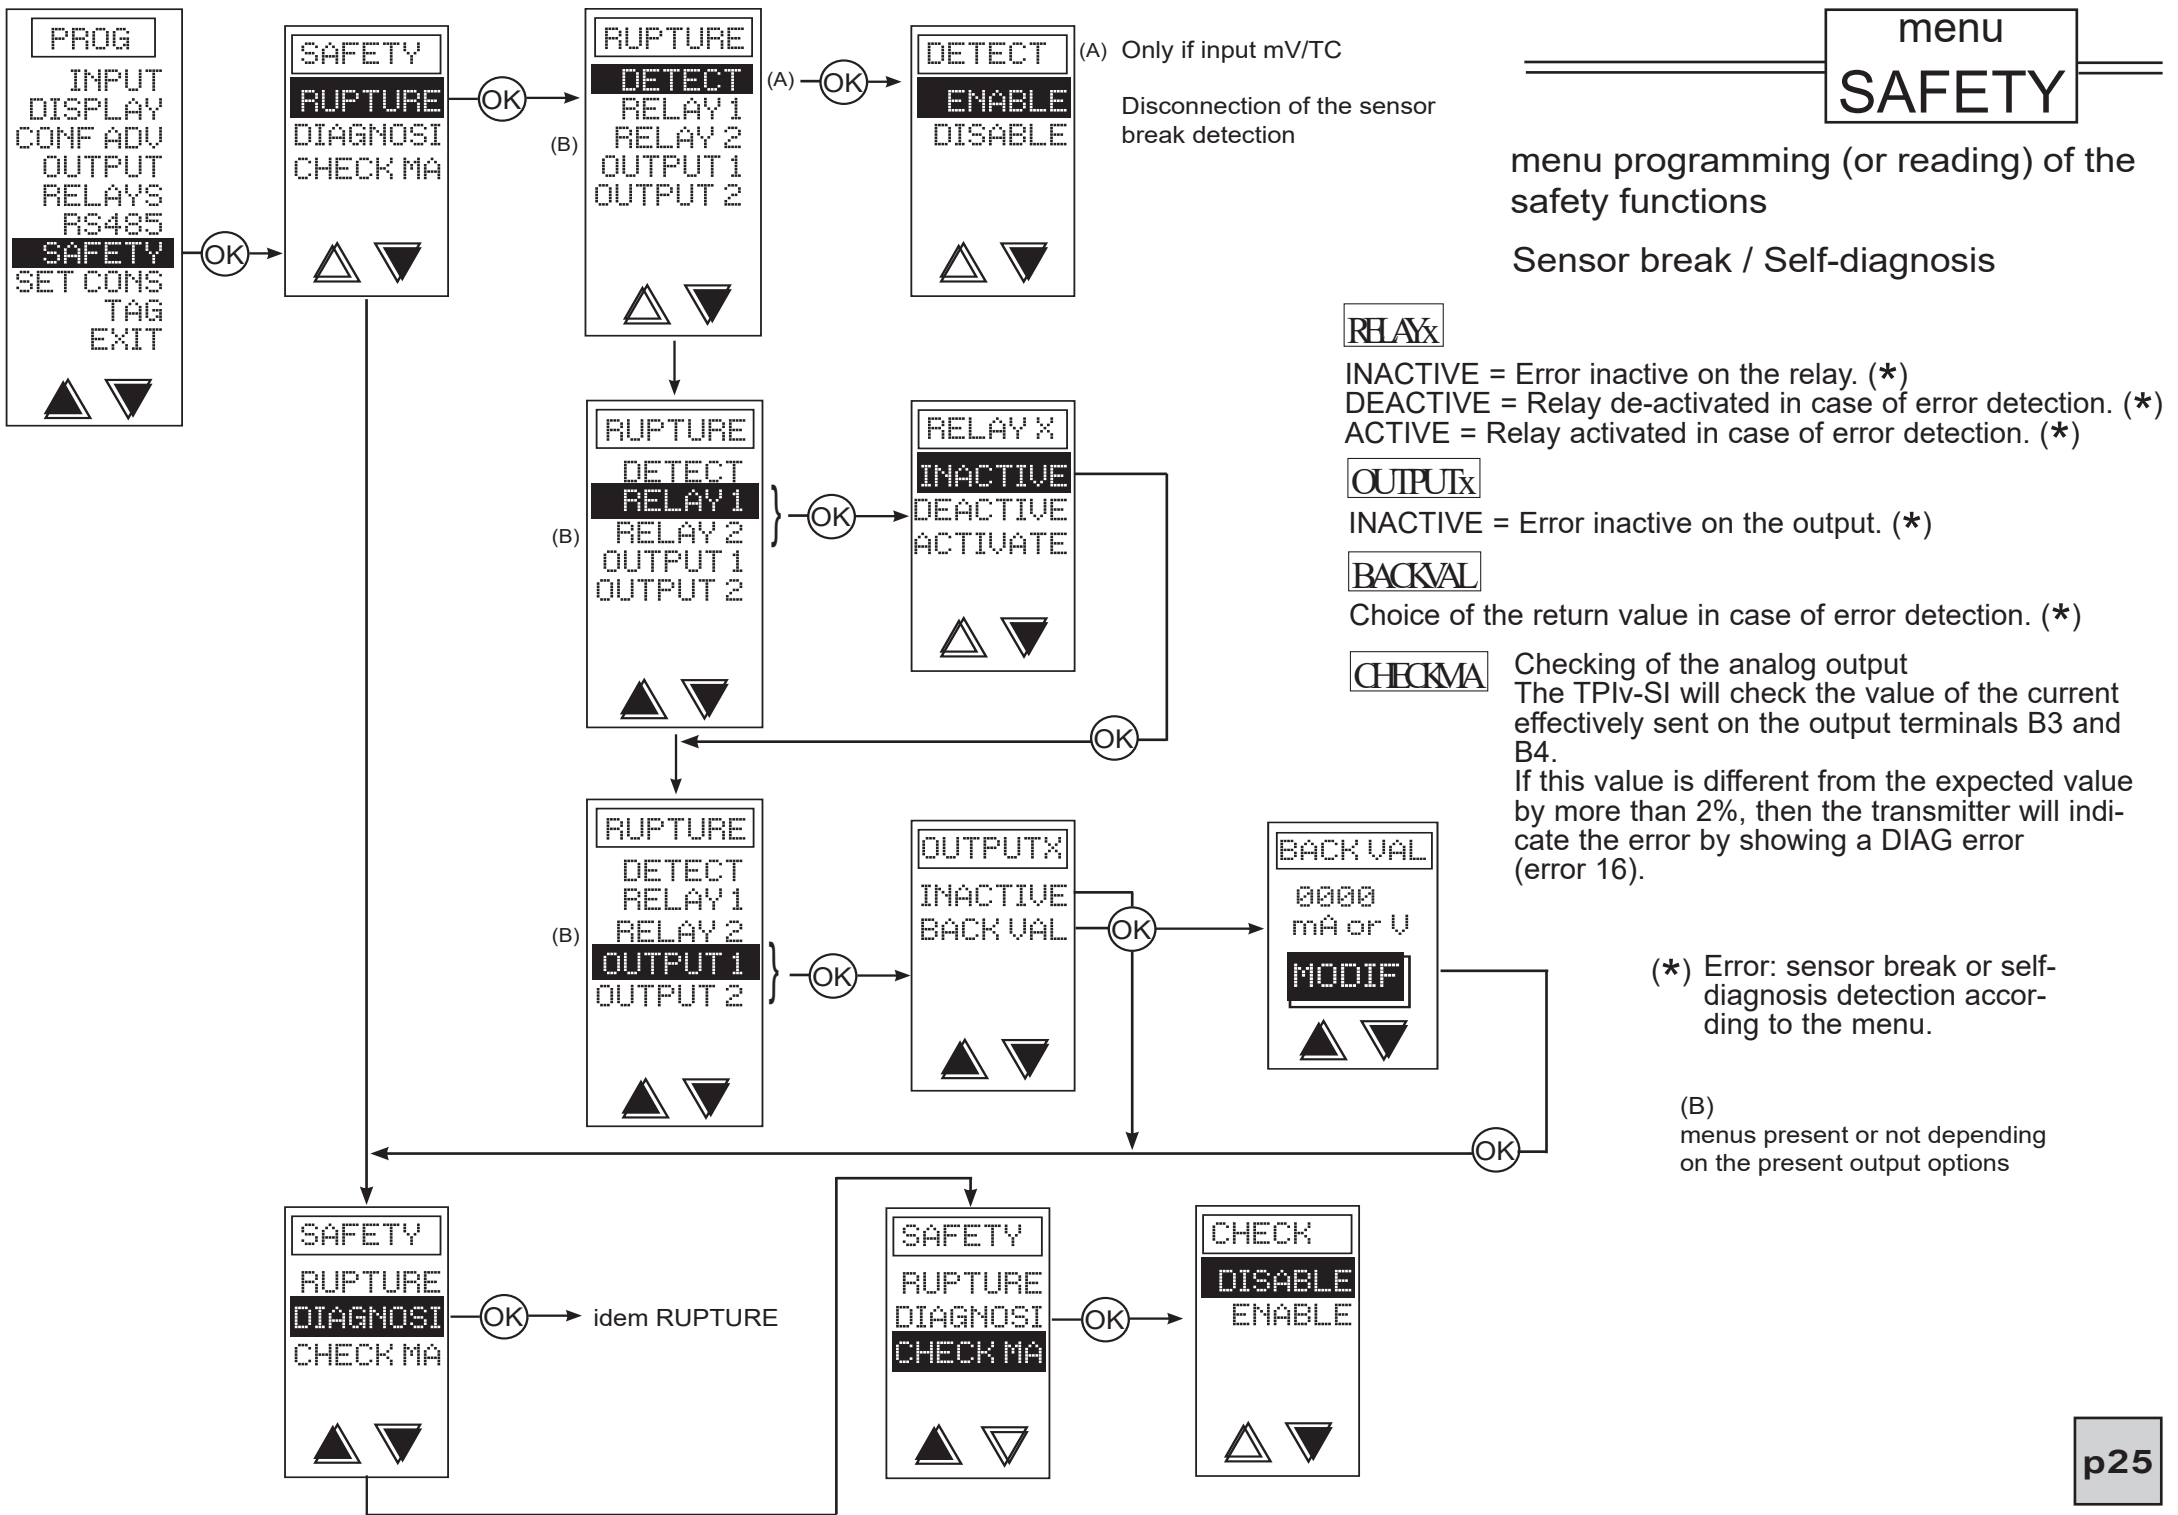 PROG
INPUT
DISPLAY
CONF ADV
OUTPUT
RELAYS
RS485
SAFETY
SET CONS
TAG
EXIT
OK
SAFETY
RUPTURE
DIAGNOSI
CHECK MA
OK
RUPTURE
DETECT
RELAY 1
RELAY 2
OUTPUT 1
OUTPUT 2
(B)
(A)
OK
DETECT
ENABLE
DISABLE
(A) Only if input mV/TC
Disconnection of the sensor
break detection
menu
SAFETY
menu programming (or reading) of the
safety functions
Sensor break / Self-diagnosis
RELAYx
INACTIVE = Error inactive on the relay. (*)
DEACTIVE = Relay de-activated in case of error detection. (*)
ACTIVE = Relay activated in case of error detection. (*)
OUTPUTx
INACTIVE = Error inactive on the output. (*)
BACKVAL
Choice of the return value in case of error detection. (*)
CHECKMA
Checking of the analog output
The TPIv-SI will check the value of the current
effectively sent on the output terminals B3 and
B4.
If this value is different from the expected value
by more than 2%, then the transmitter will indi-
cate the error by showing a DIAG error
(error 16).
(*) Error: sensor break or self-
diagnosis detection accor-
ding to the menu.
(B)
menus present or not depending
on the present output options
RUPTURE
DETECT
RELAY 1
RELAY 2
OUTPUT 1
OUTPUT 2
(B)
}
OK
RELAY X
INACTIVE
DEACTIVE
ACTIVATE
OK
RUPTURE
DETECT
RELAY 1
RELAY 2
OUTPUT 1
OUTPUT 2
(B)
}
OK
OUTPUTX
INACTIVE
BACK VAL
OK
BACK VAL
0000
mA or V
MODIF
OK
SAFETY
RUPTURE
DIAGNOSI
CHECK MA
OK
idem RUPTURE
SAFETY
RUPTURE
DIAGNOSI
CHECK MA
OK
CHECK
DISABLE
ENABLE
p25